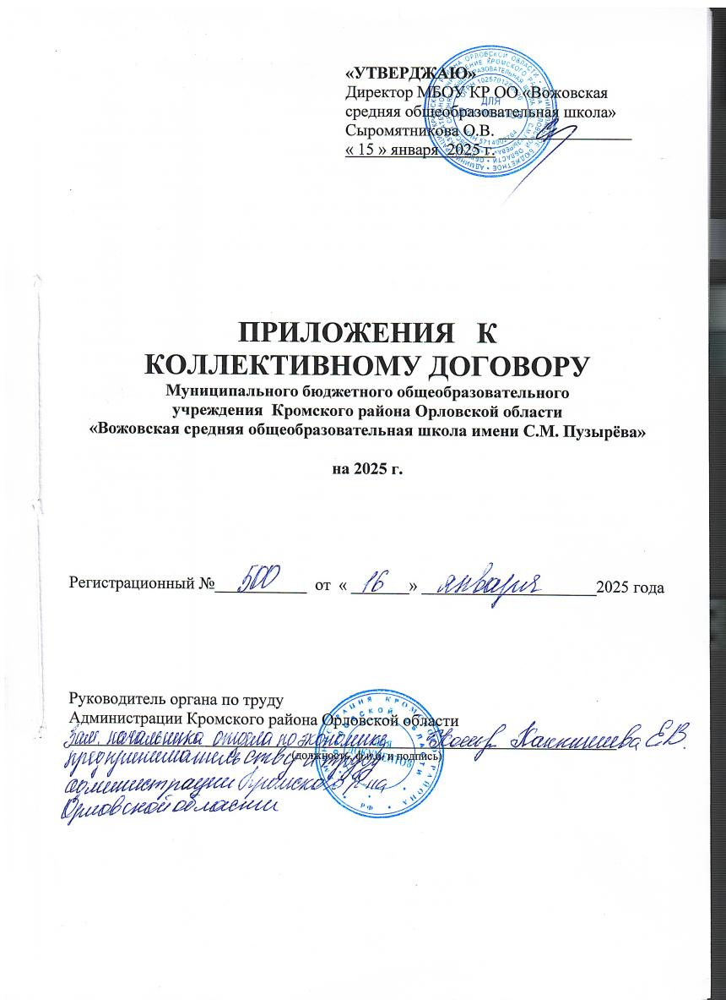 «УТВЕРДЖАЮ»
Директор МБОУ КР ОО «Вожовская
средняя общеобразовательная школа»
Сыромятникова О.В.
« 15 » января 2025 г.
ПРИЛОЖЕНИЯ К
КОЛЛЕКТИВНОМУ ДОГОВОРУ
Муниципального бюджетного общеобразовательного
учреждения Кромского района Орловской области
«Вожовская средняя общеобразовательная школа имени С.М. Пузырёва»
на 2025 г.
Регистрационный № 500 от « 16 » января 2025 года
Руководитель органа по труду
Администрации Кромского района Орловской области
Зам. начальника отдела по экономике, Е.В.
(должность, ф.и.о. и подпись)
предпринимательству и труду
администрации Кромского р-на
Орловской области